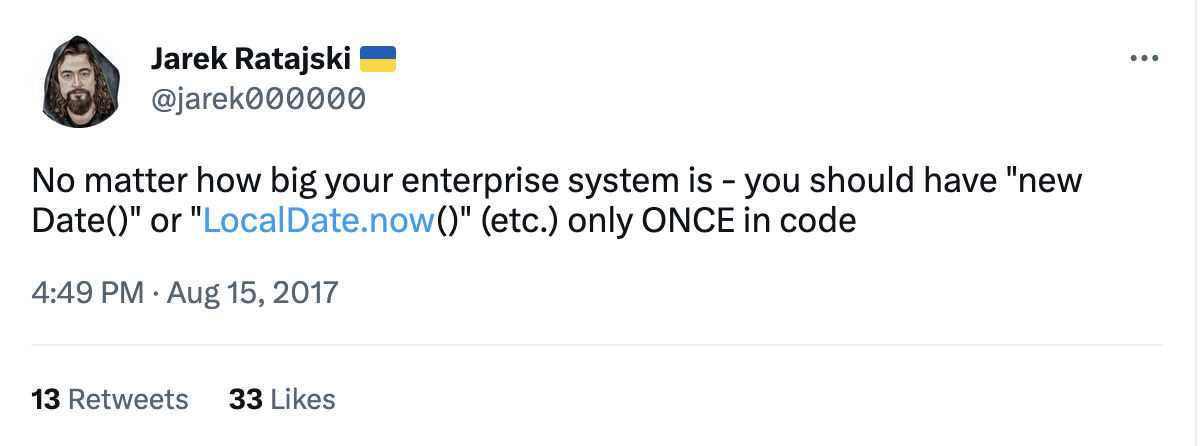 Jarek Ratajski 🇺🇦
@jarek000000
No matter how big your enterprise system is - you should have "new
Date()" or "LocalDate.now()" (etc.) only ONCE in code
4:49 PM · Aug 15, 2017
13 Retweets 33 Likes